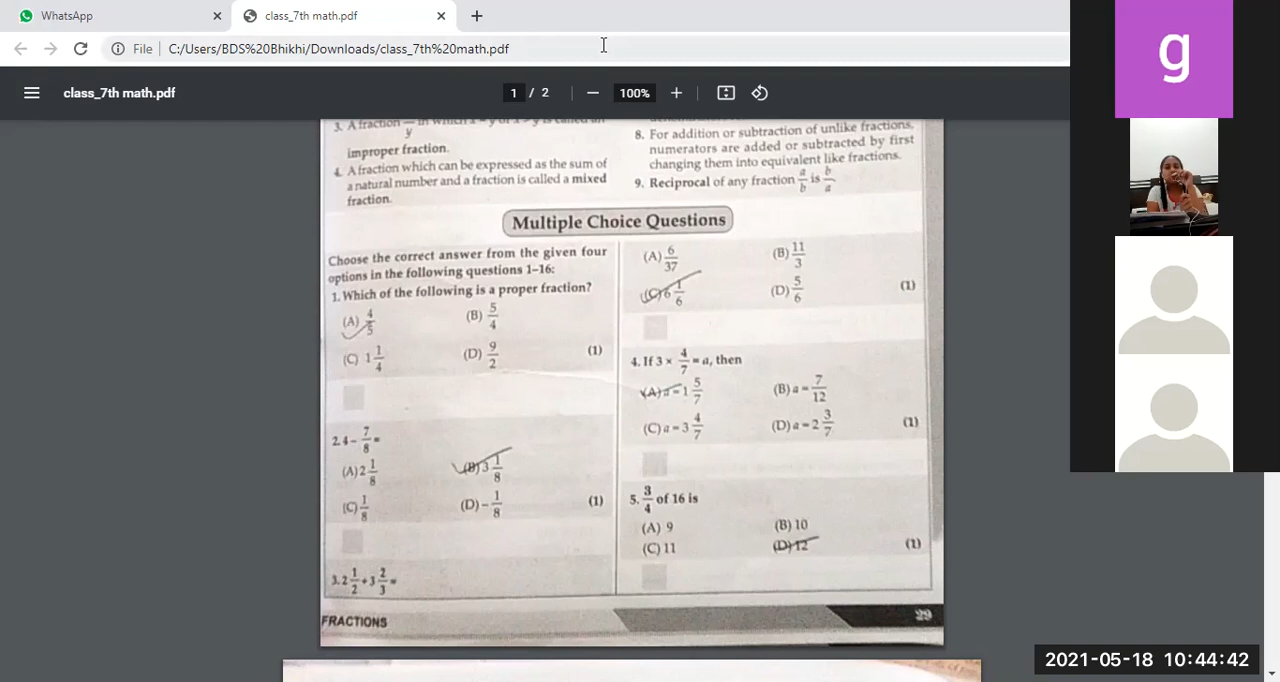 WhatsApp
class_7th math.pdf
File C:/Users/BDS%20Bhikhi/Downloads/class_7th%20math.pdf
class_7th math.pdf
1 / 2
100%
3. A fraction
y
improper fraction.
4. A fraction which can be expressed as the sum of
a natural number and a fraction is called a mixed
fraction.
8. For addition or subtraction of unlike fractions,
numerators are added or subtracted by first
changing them into equivalent like fractions.
9. Reciprocal of any fraction a/b is b/a
Multiple Choice Questions
Choose the correct answer from the given four
options in the following questions 1–16:
1. Which of the following is a proper fraction?
(A) 4/5 (B) 5/4
(C) 1 1/4 (D) 9/2 (1)
2. 4 − 7/8 =
(A) 2 1/8 (B) 3 1/8
(C) 1/8 (D) − 1/8 (1)
3. 2 1/2 + 3 2/3 =
(A) 6/37 (B) 11/3
(C) 6 1/6 (D) 5/6 (1)
4. If 3 × 4/7 = a, then
(A) a = 1 5/7 (B) a = 7/12
(C) a = 3 4/7 (D) a = 2 3/7 (1)
5. 3/4 of 16 is
(A) 9 (B) 10
(C) 11 (D) 12 (1)
FRACTIONS
29
g
2021-05-18 10:44:42